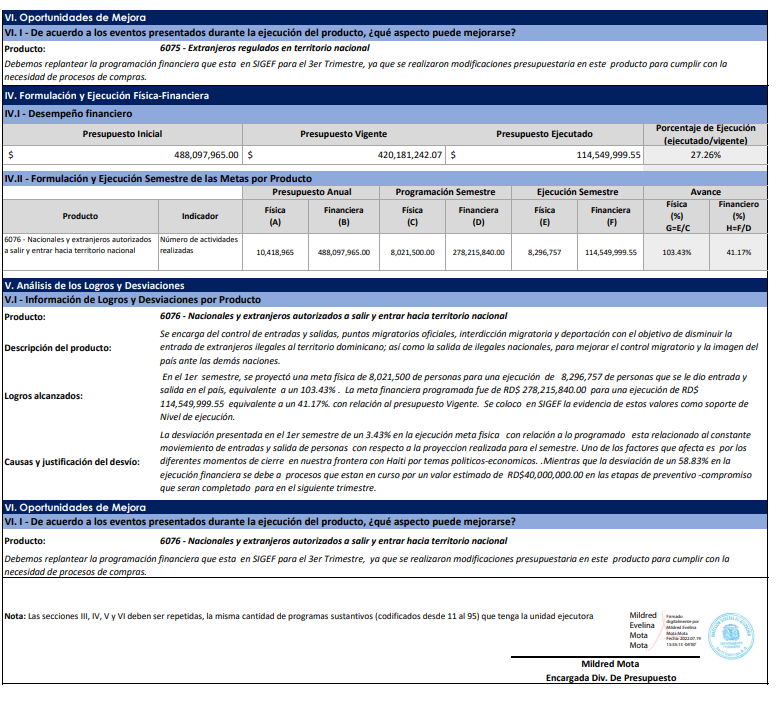 VI. Oportunidades de Mejora
VI. I - De acuerdo a los eventos presentados durante la ejecución del producto, ¿qué aspecto puede mejorarse?
Producto: 6075 - Extranjeros regulados en territorio nacional
Debemos replantear la programación financiera que esta en SIGEF para el 3er Trimestre, ya que se realizaron modificaciones presupuestaria en este producto para cumplir con la
necesidad de procesos de compras.
IV. Formulación y Ejecución Física-Financiera
IV.I - Desempeño financiero
Presupuesto Inicial Presupuesto Vigente Presupuesto Ejecutado Porcentaje de Ejecución
(ejecutado/vigente)
$ 488,097,965.00 $ 420,181,242.07 $ 114,549,999.55 27.26%
IV.II - Formulación y Ejecución Semestre de las Metas por Producto
Presupuesto Anual Programación Semestre Ejecución Semestre Avance
Producto Indicador Física
(A) Financiera
(B) Física
(C) Financiera
(D) Física
(E) Financiera
(F) Física
(%)
G=E/C Financiero
(%)
H=F/D
6076 - Nacionales y extranjeros autorizados
a salir y entrar hacia territorio nacional
Número de actividades
realizadas
10,418,965 488,097,965.00 8,021,500.00 278,215,840.00 8,296,757 114,549,999.55 103.43% 41.17%
V. Análisis de los Logros y Desviaciones
V.I - Información de Logros y Desviaciones por Producto
Producto: 6076 - Nacionales y extranjeros autorizados a salir y entrar hacia territorio nacional
Descripción del producto:
Se encarga del control de entradas y salidas, puntos migratorios oficiales, interdicción migratoria y deportación con el objetivo de disminuir la
entrada de extranjeros ilegales al territorio dominicano; así como la salida de ilegales nacionales, para mejorar el control migratorio y la imagen del
país ante las demás naciones.
Logros alcanzados:
En el 1er semestre, se proyectó una meta física de 8,021,500 de personas para una ejecución de 8,296,757 de personas que se le dio entrada y
salida en el país, equivalente a un 103.43% . La meta financiera programada fue de RD$ 278,215,840.00 para una ejecución de RD$
114,549,999.55 equivalente a un 41.17%. con relación al presupuesto Vigente. Se coloco en SIGEF la evidencia de estos valores como soporte de
Nivel de ejecución.
Causas y justificación del desvío:
La desviación presentada en el 1er semestre de un 3.43% en la ejecución meta fisica con relación a lo programado esta relacionado al constante
moviemiento de entradas y salida de personas con respecto a la proyeccion realizada para el semestre. Uno de los factores que afecta es por los
diferentes momentos de cierre en nuestra frontera con Haiti por temas politicos-economicos. .Mientras que la desviación de un 58.83% en la
ejecución financiera se debe a procesos que estan en curso por un valor estimado de RD$40,000,000.00 en las etapas de preventivo -compromiso
que seran completado para en el siguiente trimestre.
VI. Oportunidades de Mejora
VI. I - De acuerdo a los eventos presentados durante la ejecución del producto, ¿qué aspecto puede mejorarse?
Producto: 6076 - Nacionales y extranjeros autorizados a salir y entrar hacia territorio nacional
Debemos replantear la programación financiera que esta en SIGEF para el 3er Trimestre, ya que se realizaron modificaciones presupuestaria en este producto para cumplir con la
necesidad de procesos de compras.
Nota: Las secciones III, IV, V y VI deben ser repetidas, la misma cantidad de programas sustantivos (codificados desde 11 al 95) que tenga la unidad ejecutora
Mildred
Evelina
Mota
Mota
Firmado
digitalmente por
Mildred Evelina
Mota Mota
Fecha: 2022.07.19
Mildred Mota
Encargada Div. De Presupuesto